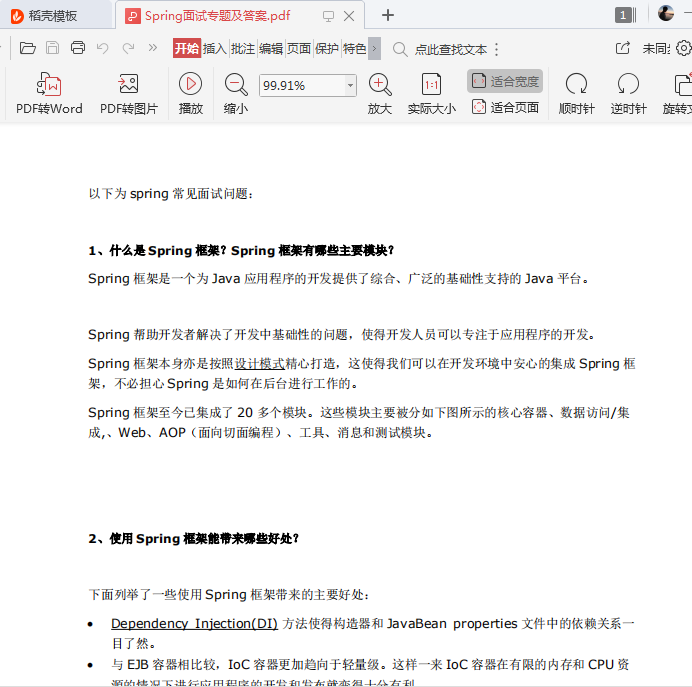 稻壳模板
Spring面试专题及答案.pdf
1
开始 插入 批注 编辑 页面 保护 特色 点此查找文本
PDF转Word PDF转图片 播放 缩小 99.91% 放大 1:1 实际大小 适合宽度 适合页面 顺时针 逆时针
以下为 spring 常见面试问题:
1、什么是 Spring 框架? Spring 框架有哪些主要模块?
Spring 框架是一个为 Java 应用程序的开发提供了综合、广泛的基础性支持的 Java 平台。
Spring 帮助开发者解决了开发中基础性的问题,使得开发人员可以专注于应用程序的开发。
Spring 框架本身亦是按照设计模式精心打造,这使得我们可以在开发环境中安心的集成 Spring 框
架,不必担心 Spring 是如何在后台进行工作的。
Spring 框架至今已集成了 20 多个模块。这些模块主要被分如下图所示的核心容器、数据访问/集
成,、Web、AOP(面向切面编程)、工具、消息和测试模块。
2、使用 Spring 框架能带来哪些好处?
下面列举了一些使用 Spring 框架带来的主要好处:
• Dependency Injection(DI) 方法使得构造器和 JavaBean properties 文件中的依赖关系一
目了然。
• 与 EJB 容器相比较,IoC 容器更加趋向于轻量级。这样一来 IoC 容器在有限的内存和 CPU 资
源的情况下进行应用程序的开发和发布就变得十分有利